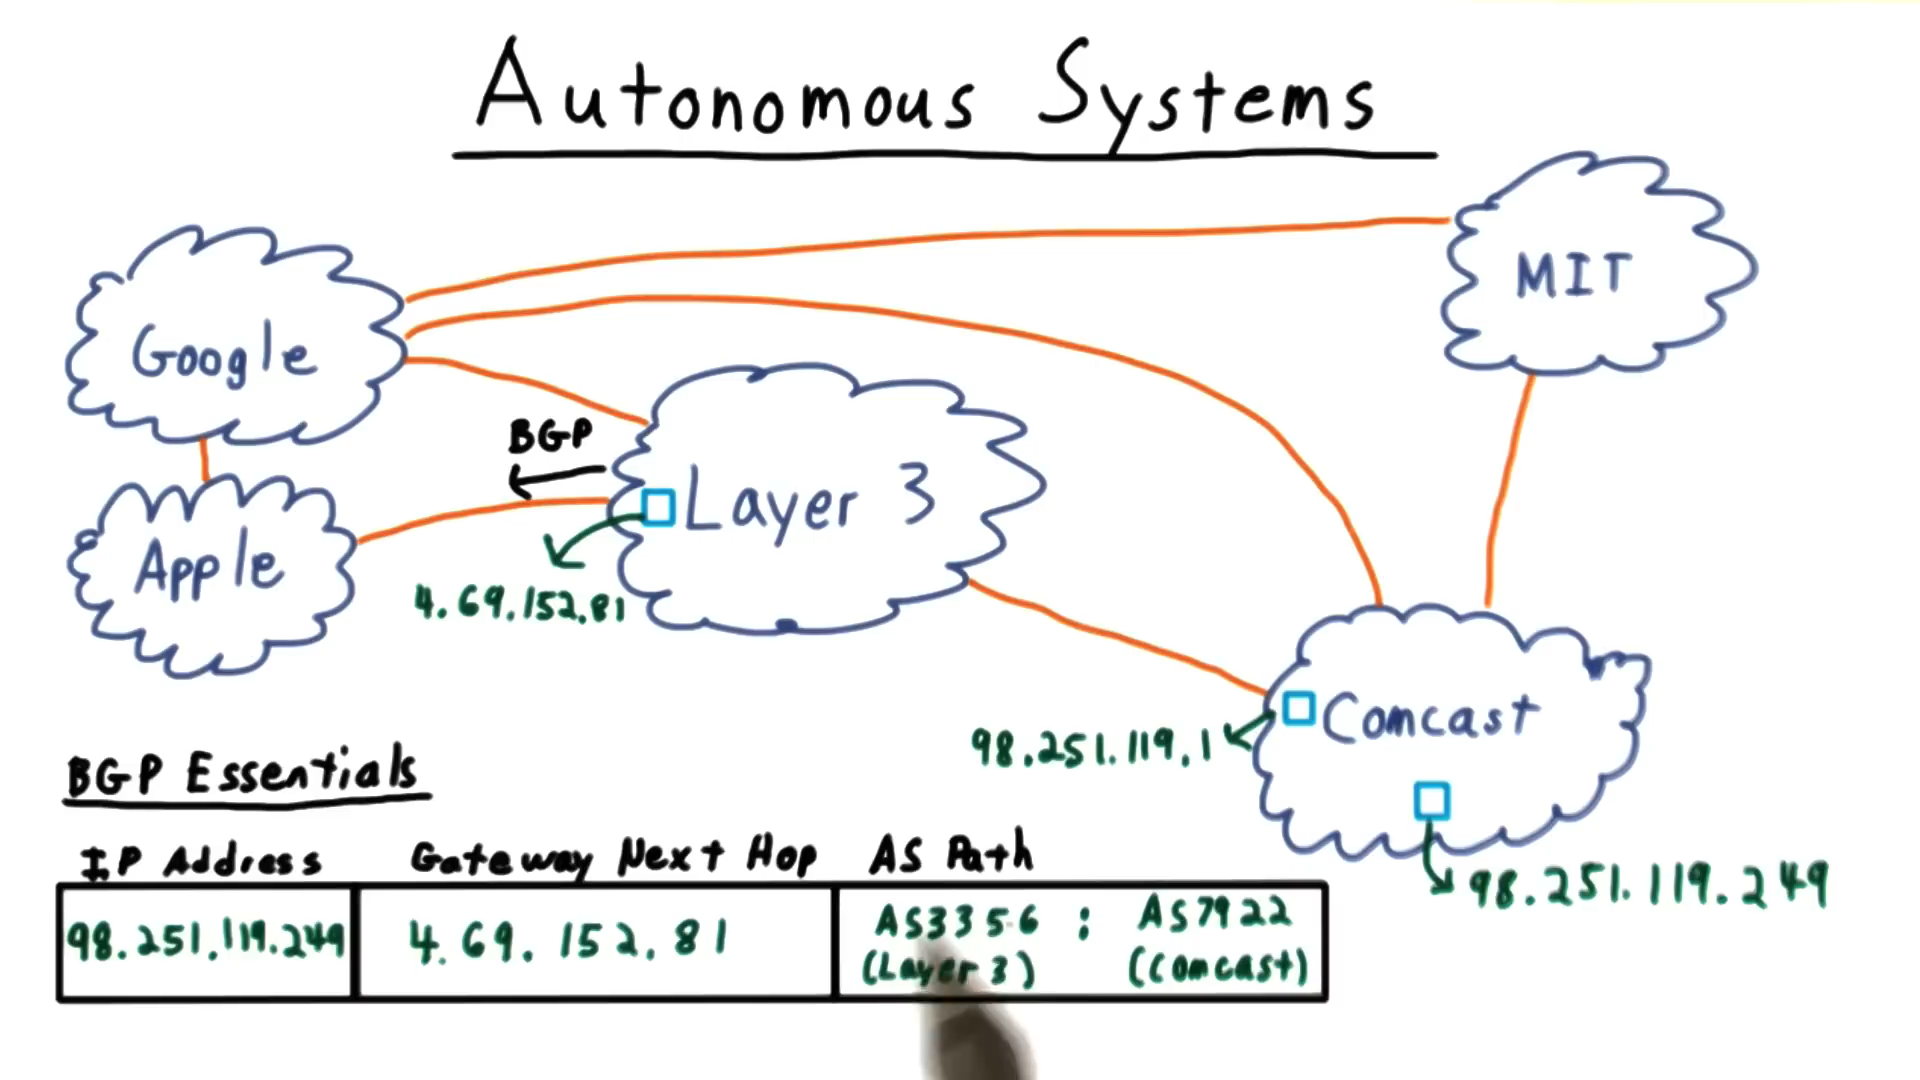 Autonomous Systems
MIT
Google
BGP
Layer 3
Apple
4.69.152.81
Comcast
98.251.119.1
BGP Essentials
IP Address Gateway Next Hop AS Path
98.251.119.249
98.251.119.249 4.69.152.81 AS3356 : AS7922
(Layer 3) (Comcast)